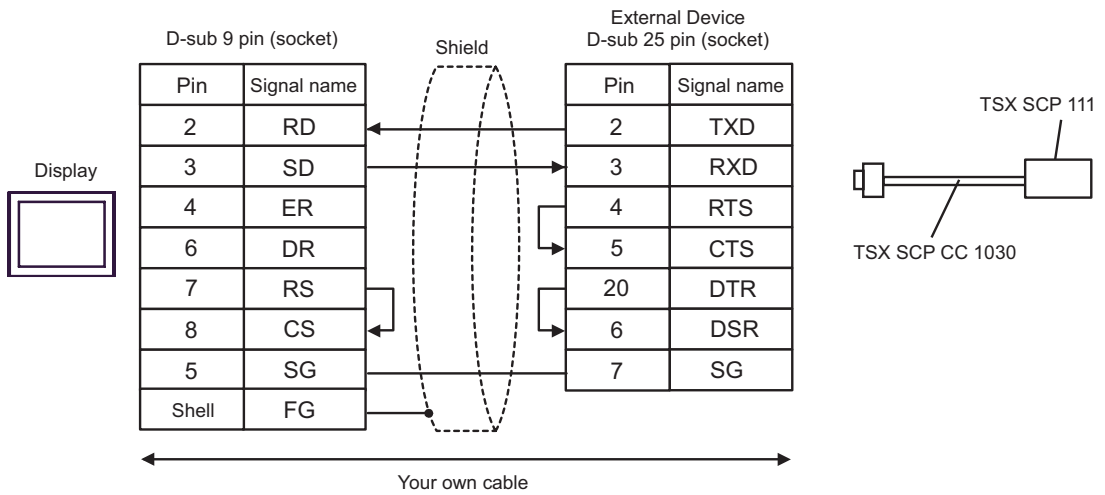 External Device
D-sub 9 pin (socket)
Shield
D-sub 25 pin (socket)
Pin Signal name
Pin Signal name
2 RD
2 TXD
3 SD
3 RXD
4 ER
4 RTS
6 DR
5 CTS
7 RS
20 DTR
8 CS
6 DSR
5 SG
7 SG
Shell FG
Display
TSX SCP 111
TSX SCP CC 1030
Your own cable